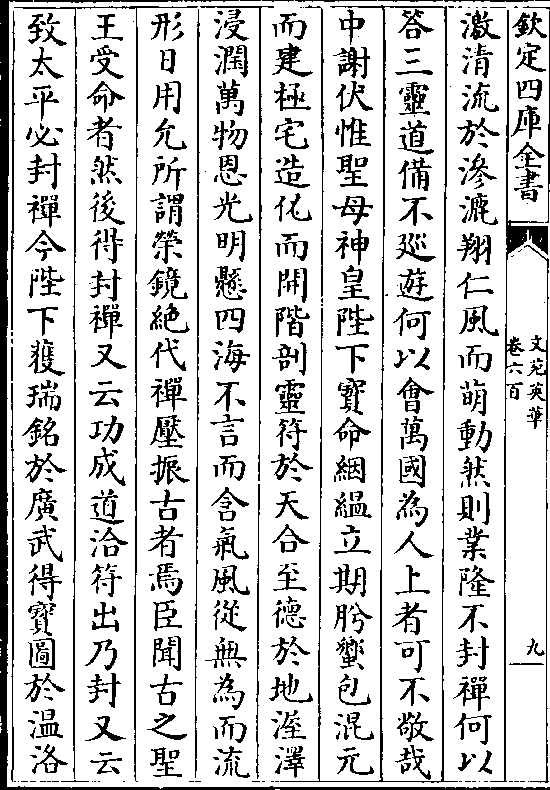 欽定四庫全書
文苑英華
卷六百
九
激清流於滲漉翔仁風而萌動然則業隆不封禪何以
答三靈道備不廵遊何以會萬國為人上者可不敬哉
中謝伏惟聖母神皇陛下寳命絪緼立期肹蠁包混元
而建極宅造化而開階剖靈符於天合至德於地渥澤
浸潤萬物恩光明懸四海不言而含氣風從無為而流
形日用允所謂榮鏡絶代禪壓振古者焉臣聞古之聖
王受命者然後得封禪又云功成道洽符出乃封又云
致太平必封禪今陛下獲瑞銘於廣武得寳圖於温洛